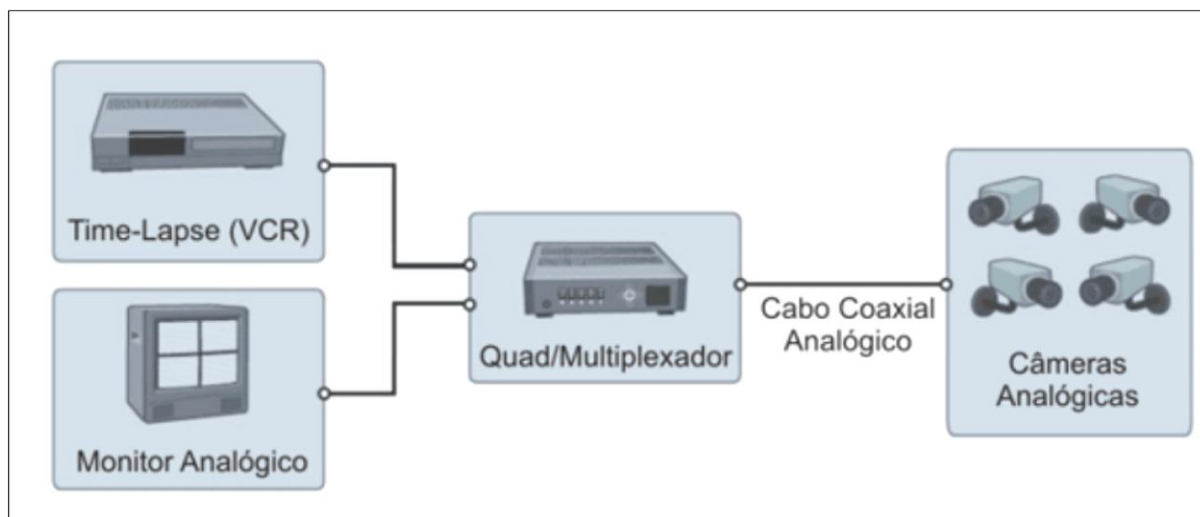 Time-Lapse (VCR)
Monitor Analógico
Quad/Multiplexador
Cabo Coaxial
Analógico
Câmeras
Analógicas